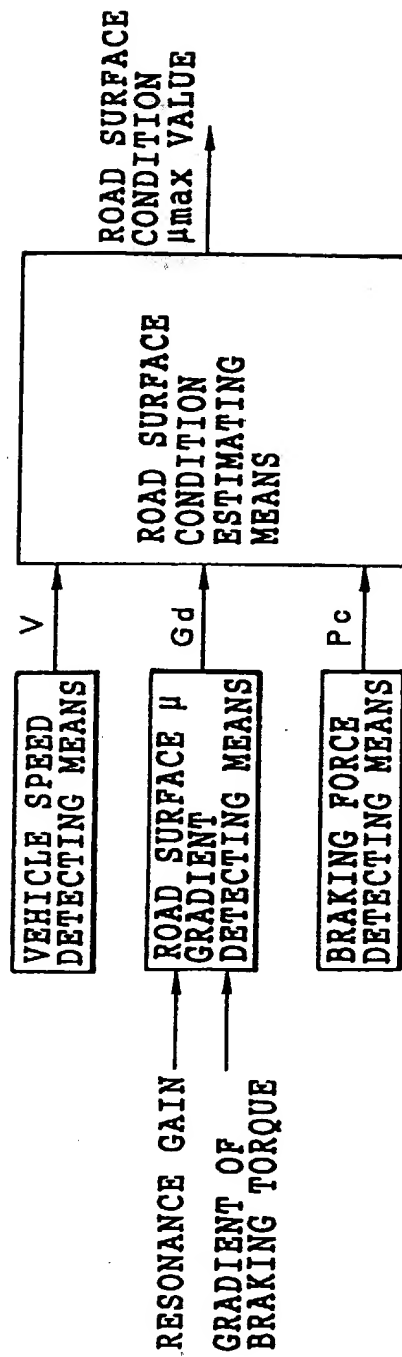 RESONANCE GAIN
GRADIENT OF
BRAKING TORQUE
VEHICLE SPEED
DETECTING MEANS
ROAD SURFACE μ
GRADIENT
DETECTING MEANS
BRAKING FORCE
DETECTING MEANS
V
Gd
Pc
ROAD SURFACE
CONDITION
ESTIMATING
MEANS
ROAD SURFACE
CONDITION
μmax VALUE